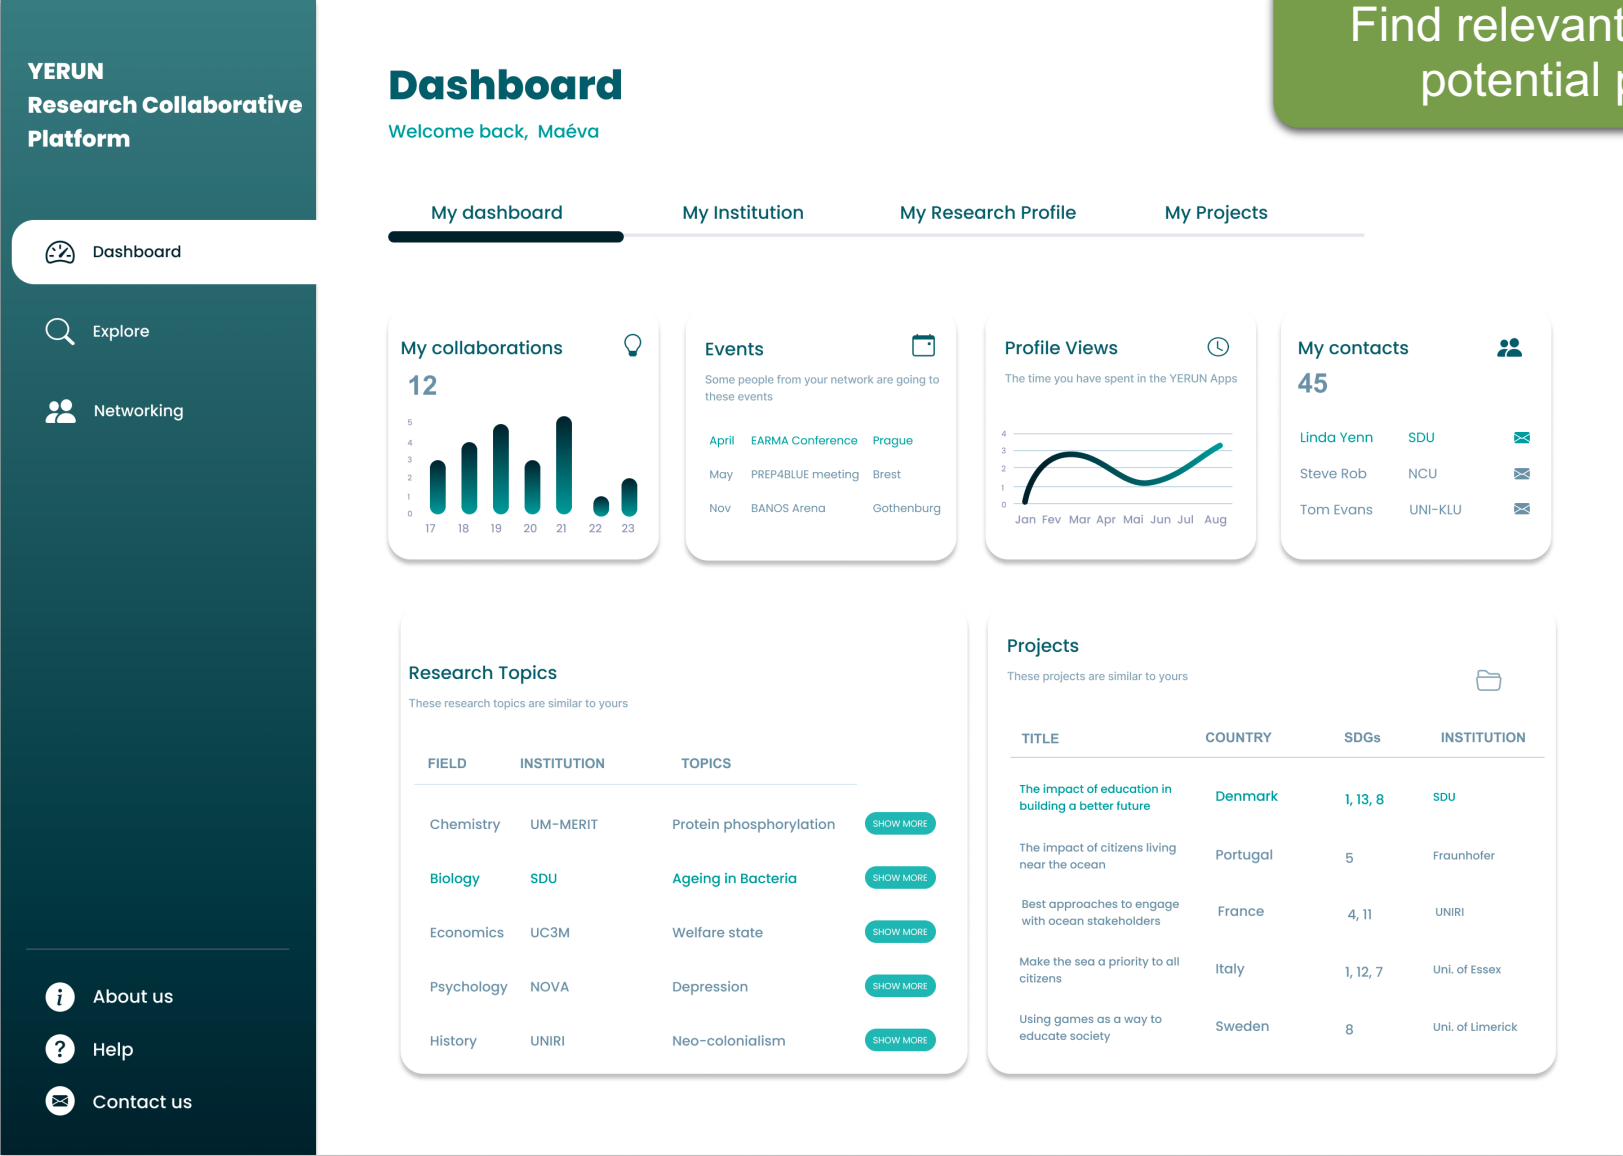 YERUN
Research Collaborative
Platform
Dashboard
Explore
Networking
About us
Help
Contact us
Find relevant
potential
Dashboard
Welcome back, Maéva
My dashboard My Institution My Research Profile My Projects
My collaborations
12
5
4
3
2
1
0
17 18 19 20 21 22 23
Events
Some people from your network are going to
these events
April EARMA Conference Prague
May PREP4BLUE meeting Brest
Nov BANOS Arena Gothenburg
Profile Views
The time you have spent in the YERUN Apps
4
3
2
1
0
Jan Fev Mar Apr Mai Jun Jul Aug
My contacts
45
Linda Yenn SDU
Steve Rob NCU
Tom Evans UNI-KLU
Research Topics
These research topics are similar to yours
FIELD INSTITUTION TOPICS
Chemistry UM-MERIT Protein phosphorylation SHOW MORE
Biology SDU Ageing in Bacteria SHOW MORE
Economics UC3M Welfare state SHOW MORE
Psychology NOVA Depression SHOW MORE
History UNIRI Neo-colonialism SHOW MORE
Projects
These projects are similar to yours
TITLE COUNTRY SDGs INSTITUTION
The impact of education in
building a better future Denmark 1, 13, 8 SDU
The impact of citizens living
near the ocean Portugal 5 Fraunhofer
Best approaches to engage
with ocean stakeholders France 4, 11 UNIRI
Make the sea a priority to all
citizens Italy 1, 12, 7 Uni. of Essex
Using games as a way to
educate society Sweden 8 Uni. of Limerick